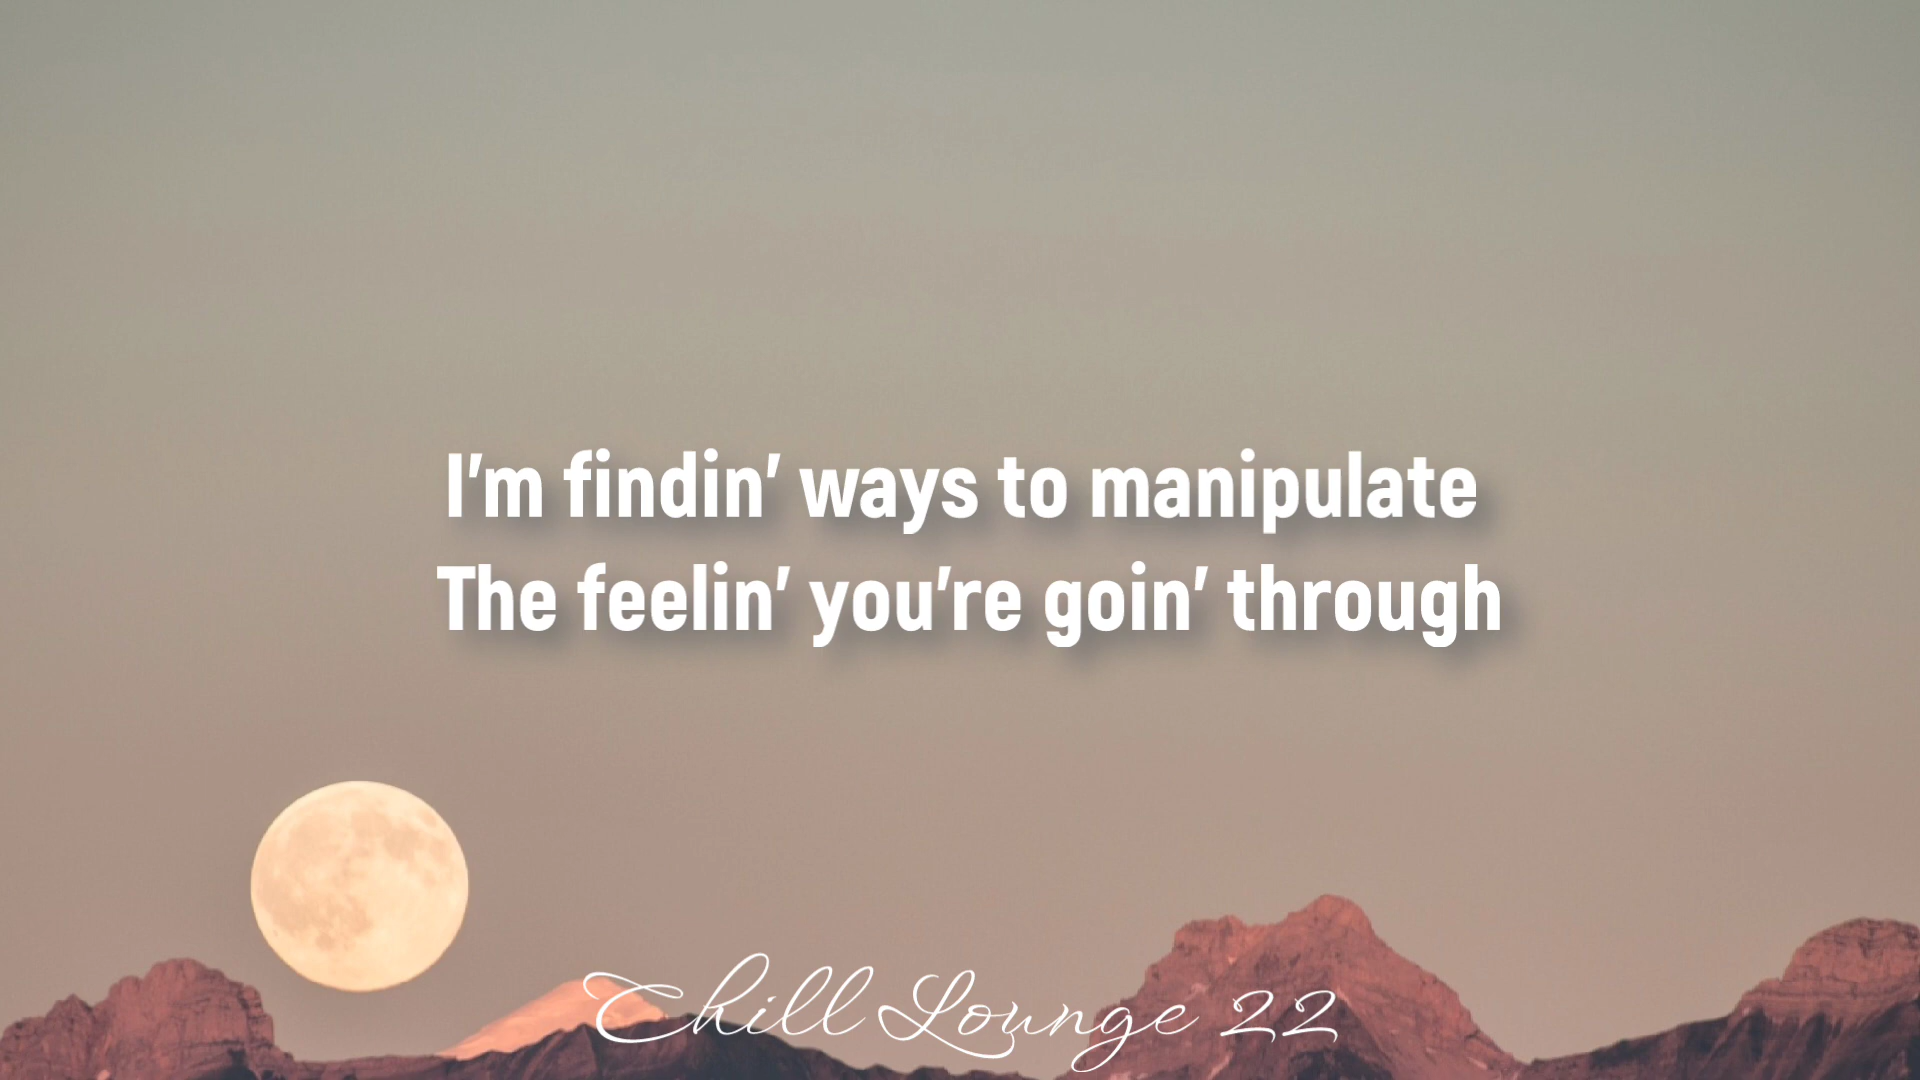 I'm findin' ways to manipulate
The feelin' you're goin' through
Chill Lounge 22